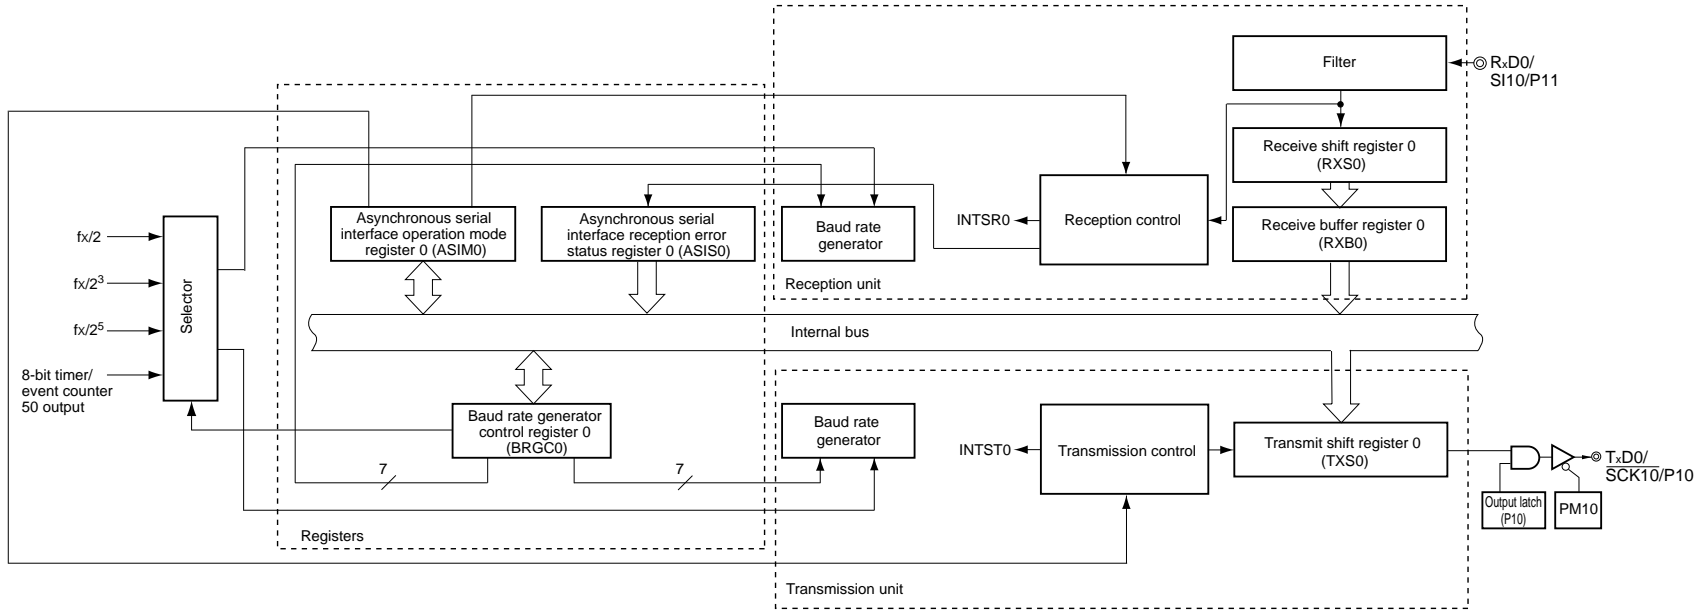 Filter
RxD0/
SI10/P11
Receive shift register 0
(RXS0)
Asynchronous serial
interface operation mode
register 0 (ASIM0)
Asynchronous serial
interface reception error
status register 0 (ASIS0)
Baud rate
generator
INTSR0
Reception control
Receive buffer register 0
(RXB0)
Reception unit
fX/2
fX/2³
fX/2⁵
8-bit timer/
event counter
50 output
Selector
Internal bus
Baud rate generator
control register 0
(BRGC0)
7
7
Registers
Baud rate
generator
INTST0
Transmission control
Transmit shift register 0
(TXS0)
TxD0/
SCK10/P10
Output latch
(P10)
PM10
Transmission unit